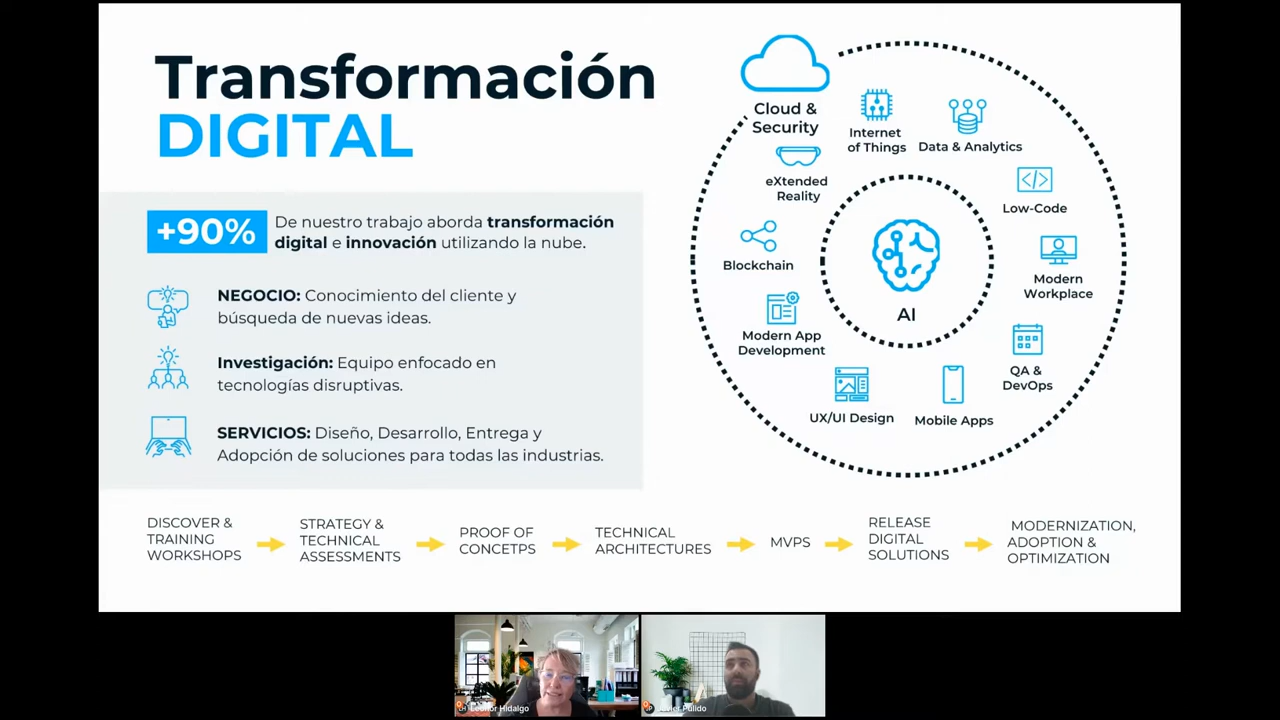 Transformación
DIGITAL
+90%
De nuestro trabajo aborda transformación
digital e innovación utilizando la nube.
NEGOCIO: Conocimiento del cliente y
búsqueda de nuevas ideas.
Investigación: Equipo enfocado en
tecnologías disruptivas.
SERVICIOS: Diseño, Desarrollo, Entrega y
Adopción de soluciones para todas las industrias.
Cloud &
Security
Internet
of Things
Data & Analytics
eXtended
Reality
Low-Code
Blockchain
Modern
Workplace
AI
Modern App
Development
QA &
DevOps
UX/UI Design
Mobile Apps
DISCOVER &
TRAINING
WORKSHOPS
STRATEGY &
TECHNICAL
ASSESSMENTS
PROOF OF
CONCETPS
TECHNICAL
ARCHITECTURES
MVPS
RELEASE
DIGITAL
SOLUTIONS
MODERNIZATION,
ADOPTION &
OPTIMIZATION
LH Leonor Hidalgo
JP Javier Pulido